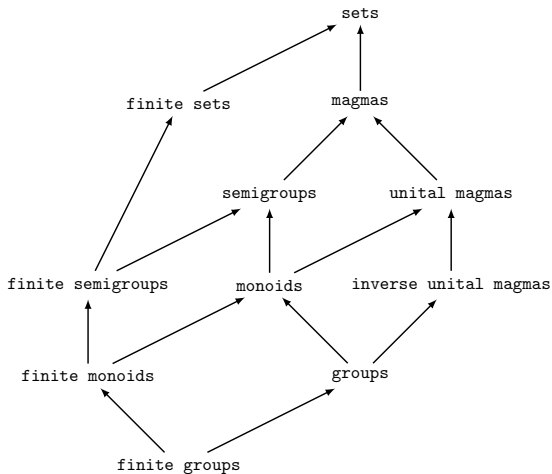 sets
finite sets
magmas
semigroups
unital magmas
finite semigroups
monoids
inverse unital magmas
finite monoids
groups
finite groups